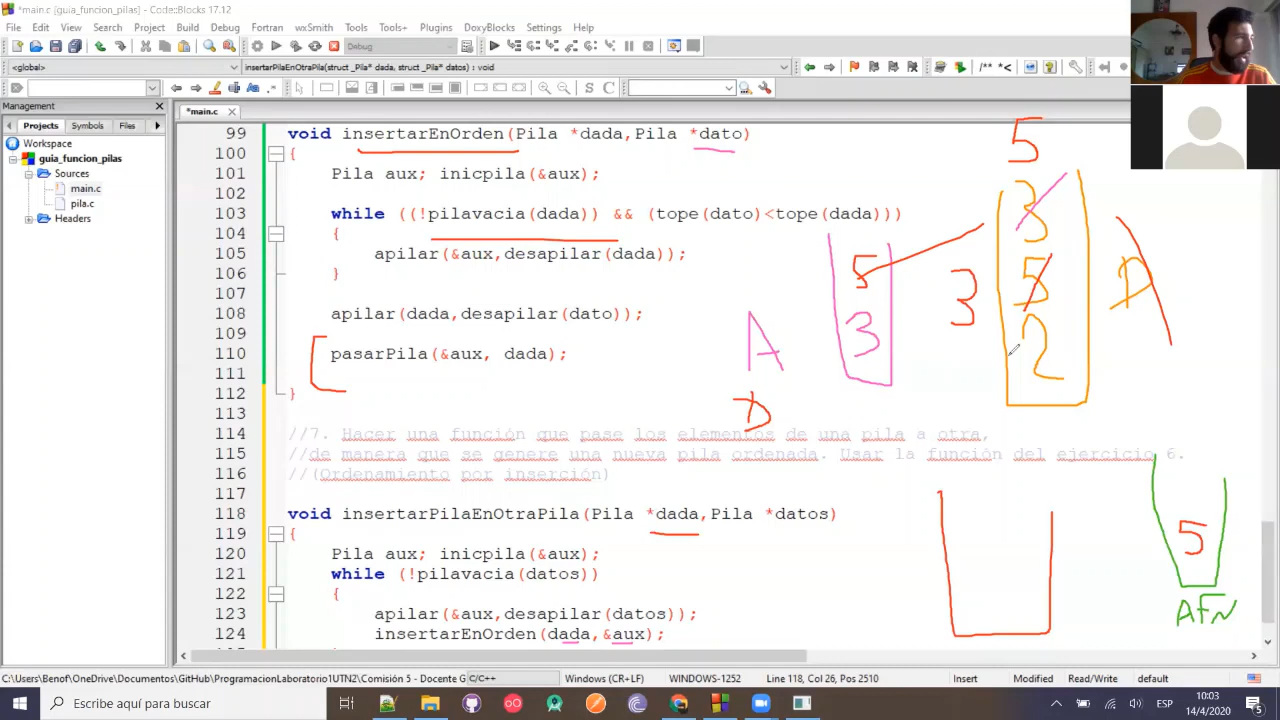 *main.c [guia_funcion_pilas] - Code::Blocks 17.12
File Edit View Search Project Build Debug Fortran wxSmith Tools Tools+ Plugins DoxyBlocks Settings Help
Debug
<global> insertarPilaEnOtraPila(struct _Pila* dada, struct _Pila* datos) : void
/** *<
S C
Management
*main.c
Projects Symbols Files
Workspace
guia_funcion_pilas
Sources
main.c
pila.c
Headers
99 void insertarEnOrden(Pila *dada,Pila *dato)
100 {
101 Pila aux; inicpila(&aux);
102
103 while ((!pilavacia(dada)) && (tope(dato)<tope(dada)))
104 {
105 apilar(&aux,desapilar(dada));
106 }
107
108 apilar(dada,desapilar(dato));
109
110 pasarPila(&aux, dada);
111
112 }
113
114 //7. Hacer una función que pase los elementos de una pila a otra,
115 //de manera que se genere una nueva pila ordenada. Usar la función del ejercicio 6.
116 //(Ordenamiento por inserción)
117
118 void insertarPilaEnOtraPila(Pila *dada,Pila *datos)
119 {
120 Pila aux; inicpila(&aux);
121 while (!pilavacia(datos))
122 {
123 apilar(&aux,desapilar(datos));
124 insertarEnOrden(dada,&aux);
5
3
5
2
D
5
3
3
A
D
5
AFN
C:\Users\Benof\OneDrive\Documentos\GitHub\ProgramacionLaboratorio1UTN2\Comisión 5 - Docente G C/C++ Windows (CR+LF) WINDOWS-1252 Line 118, Col 26, Pos 2510 Insert Modified Read/Write default
Escribe aquí para buscar
ESP
10:03
14/4/2020
5